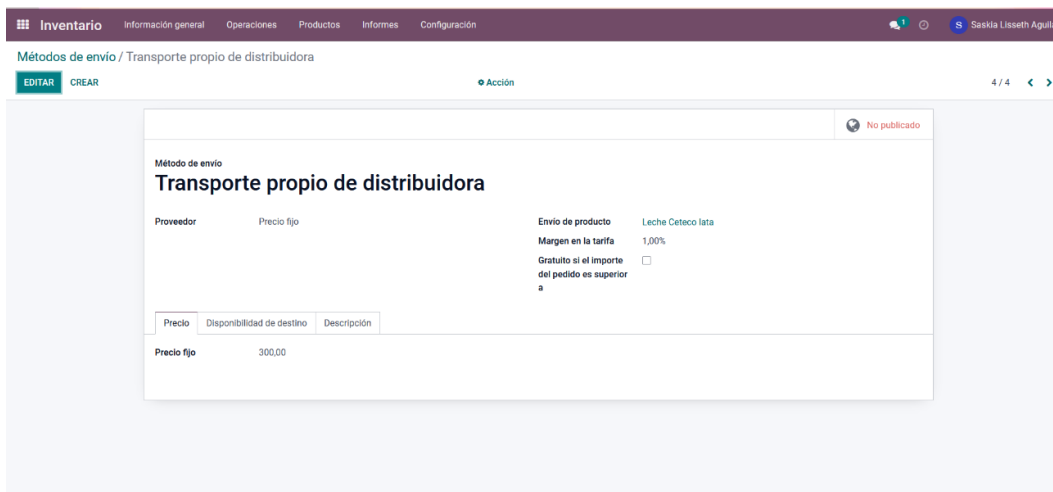 Inventario Información general Operaciones Productos Informes Configuración 1 S Saskia Lisseth Aguila
Métodos de envío / Transporte propio de distribuidora
EDITAR CREAR Acción 4 / 4
No publicado
Método de envío
Transporte propio de distribuidora
Proveedor Precio fijo Envío de producto Leche Ceteco lata
Margen en la tarifa 1,00%
Gratuito si el importe
del pedido es superior
a
Precio Disponibilidad de destino Descripción
Precio fijo 300,00